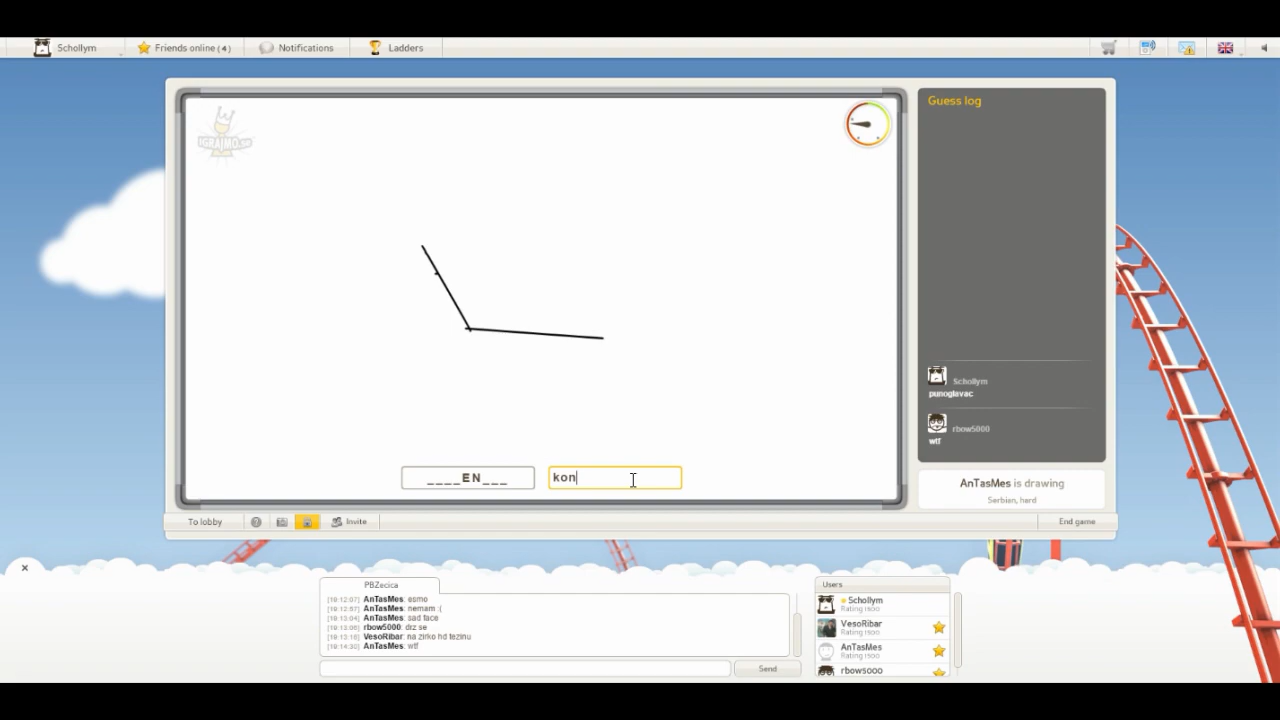 Schollym
Friends online (4)
Notifications
Ladders
IGRAJMO.se
Guess log
Schollym
punoglavac
rbow5000
wtf
____EN___
kon
AnTasMes is drawing
Serbian, hard
To lobby
Invite
End game
PBZecica
[19:12:07] AnTasMes: esmo
[19:12:57] AnTasMes: nemam :(
[19:13:04] AnTasMes: sad face
[19:13:06] rbow5000: drz se
[19:13:16] VesoRibar: na zirko hd tezinu
[19:14:30] AnTasMes: wtf
Send
Users
Schollym
Rating 1500
VesoRibar
Rating 1500
AnTasMes
Rating 1500
rbow5000